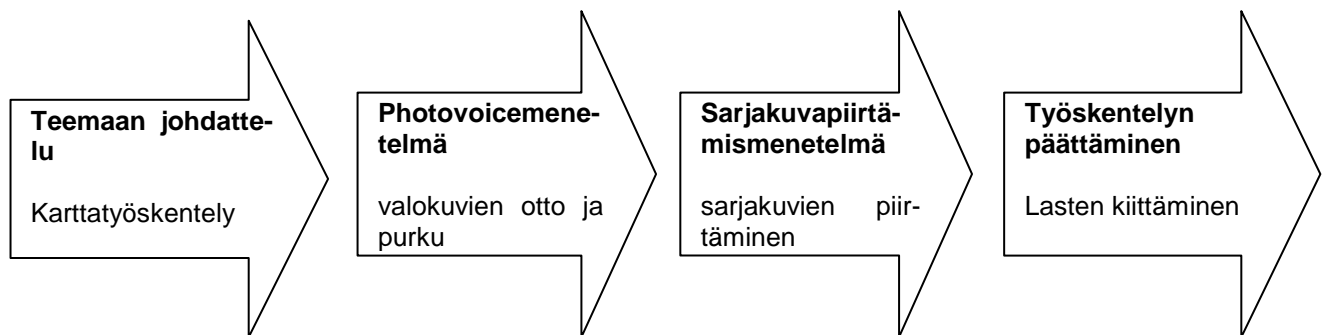 Teemaan johdatte-
lu
Karttatyöskentely
Photovoicemene-
telmä
valokuvien otto ja
purku
Sarjakuvapiirtä-
mismenetelmä
sarjakuvien piir-
täminen
Työskentelyn
päättäminen
Lasten kiittäminen